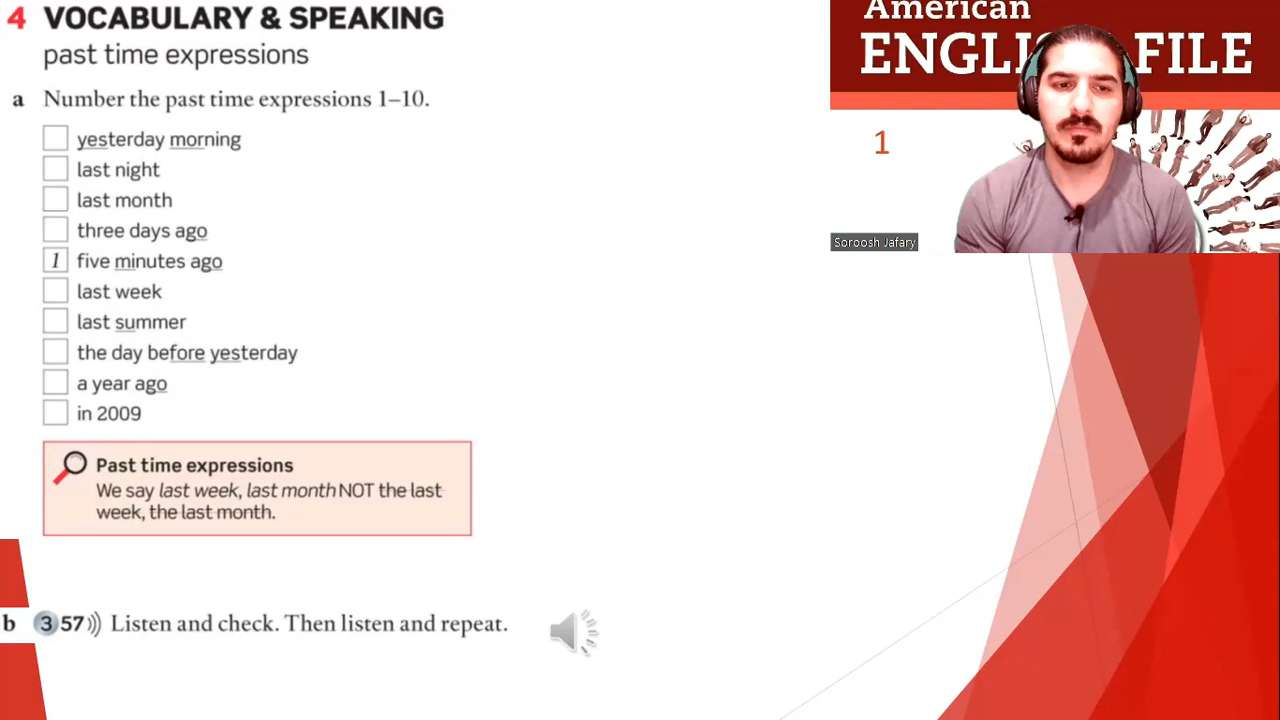 4 VOCABULARY & SPEAKING
past time expressions
a Number the past time expressions 1–10.
yesterday morning
last night
last month
three days ago
1 five minutes ago
last week
last summer
the day before yesterday
a year ago
in 2009
Past time expressions
We say last week, last month NOT the last
week, the last month.
b 3 57 Listen and check. Then listen and repeat.
American
ENGLISH FILE
1
Soroosh Jafary